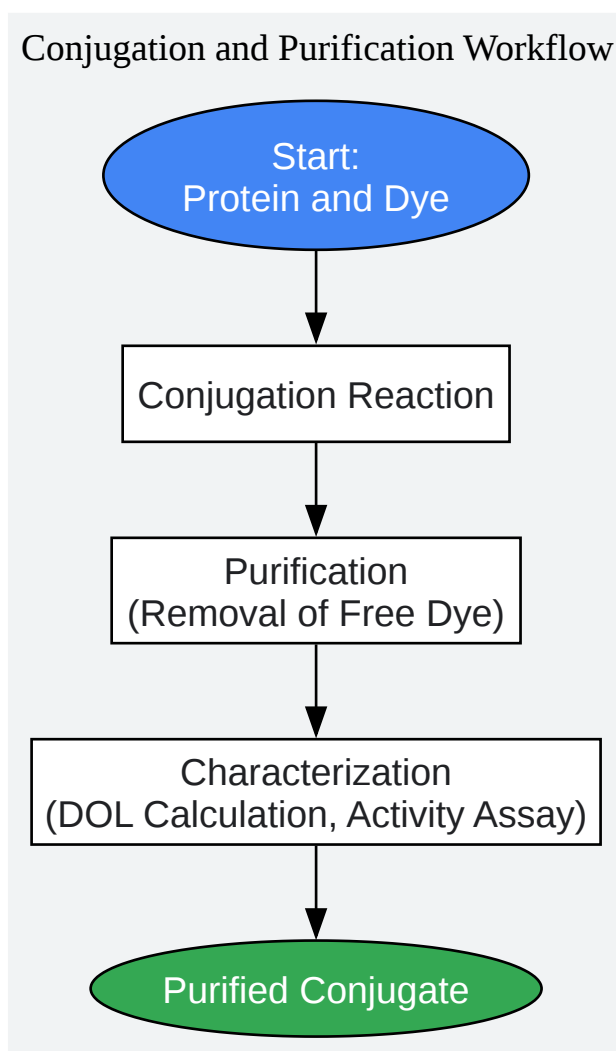 Conjugation and Purification Workflow
Start:
Protein and Dye
Conjugation Reaction
Purification
(Removal of Free Dye)
Characterization
(DOL Calculation, Activity Assay)
Purified Conjugate